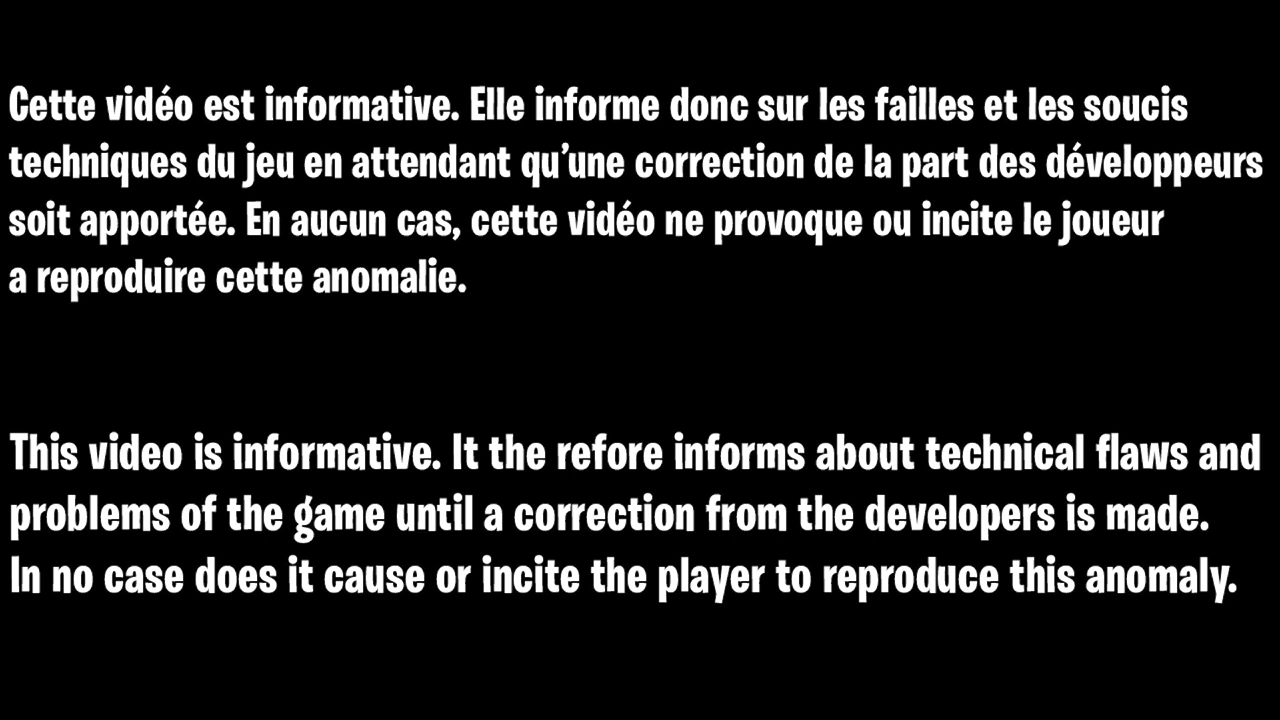 Cette vidéo est informative. Elle informe donc sur les failles et les soucis
techniques du jeu en attendant qu'une correction de la part des développeurs
soit apportée. En aucun cas, cette vidéo ne provoque ou incite le joueur
a reproduire cette anomalie.
This video is informative. It the refore informs about technical flaws and
problems of the game until a correction from the developers is made.
In no case does it cause or incite the player to reproduce this anomaly.